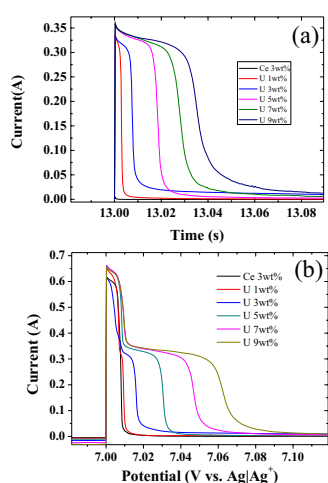 (a)
0.35
0.30
0.25
0.20
0.15
0.10
0.05
0.00
Current(A)
Ce 3wt%
U 1wt%
U 3wt%
U 5wt%
U 7wt%
U 9wt%
13.00 13.02 13.04 13.06 13.08
Time (s)
(b)
0.7
0.6
0.5
0.4
0.3
0.2
0.1
0.0
Current (A)
Ce 3wt%
U 1wt%
U 3wt%
U 5wt%
U 7wt%
U 9wt%
7.00 7.02 7.04 7.06 7.08 7.10
Potential (V vs. Ag|Ag⁺)